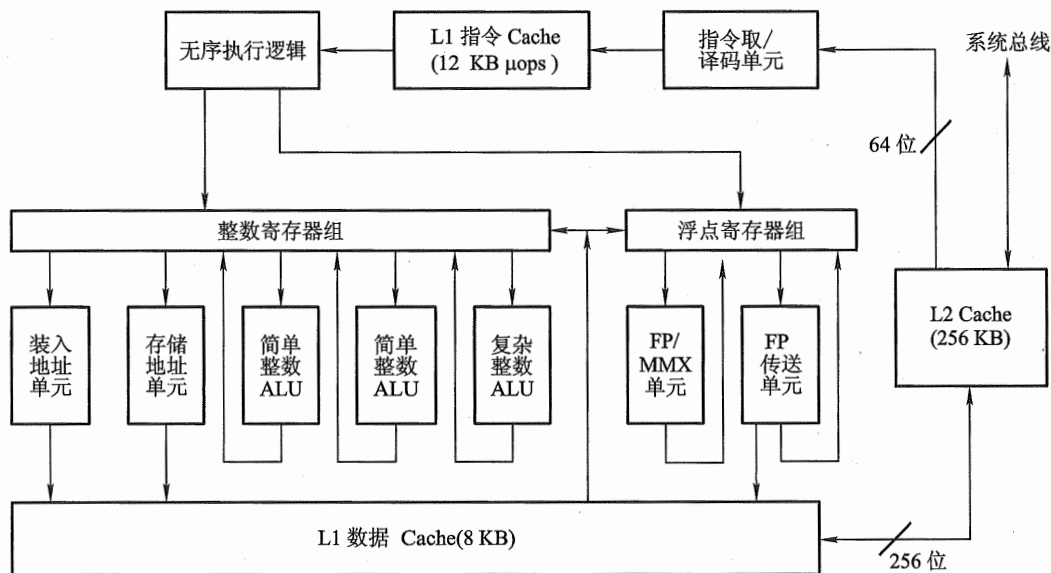 无序执行逻辑
L1 指令 Cache
(12 KB μops )
指令取/
译码单元
系统总线
64 位
整数寄存器组
浮点寄存器组
装入
地址
单元
存储
地址
单元
简单
整数
ALU
简单
整数
ALU
复杂
整数
ALU
FP/
MMX
单元
FP
传送
单元
L2 Cache
(256 KB)
L1 数据 Cache(8 KB)
256 位